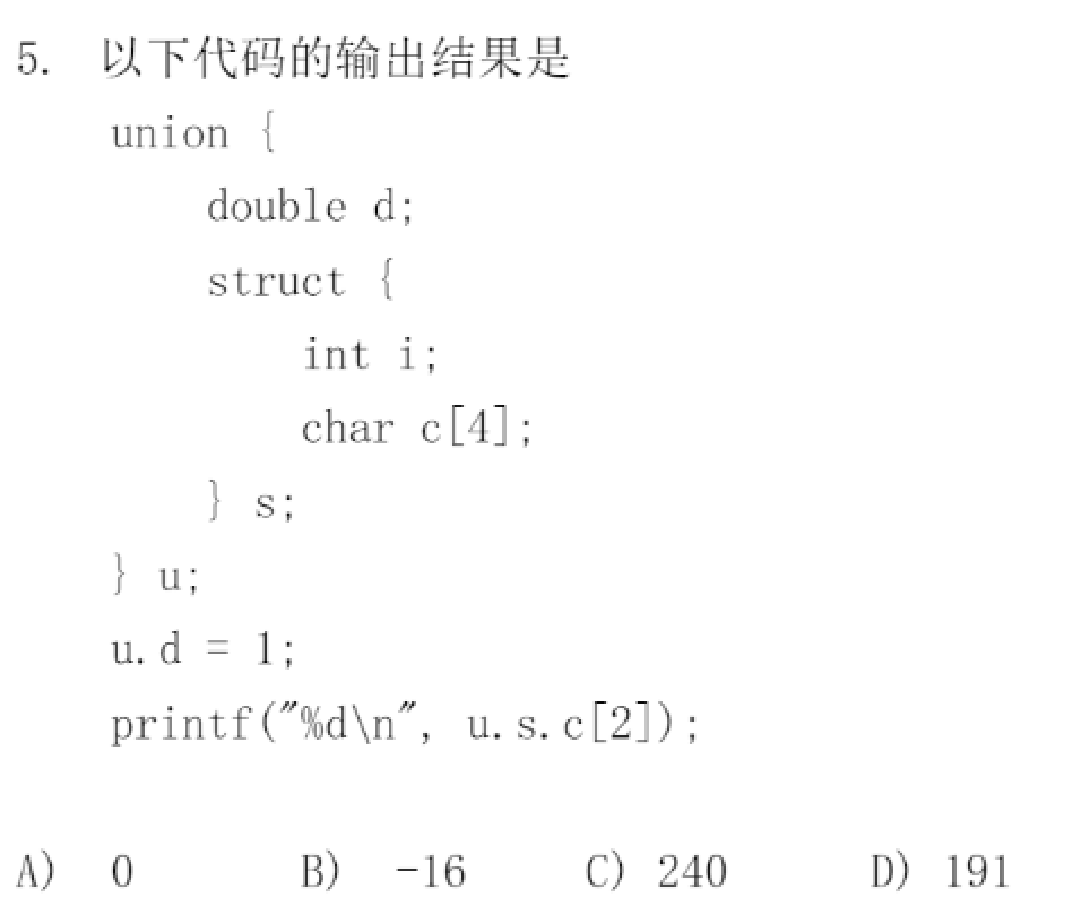 5. 以下代码的输出结果是
union {
double d;
struct {
int i;
char c[4];
} s;
} u;
u.d = 1;
printf("%d\n", u.s.c[2]);
A) 0 B) -16 C) 240 D) 191